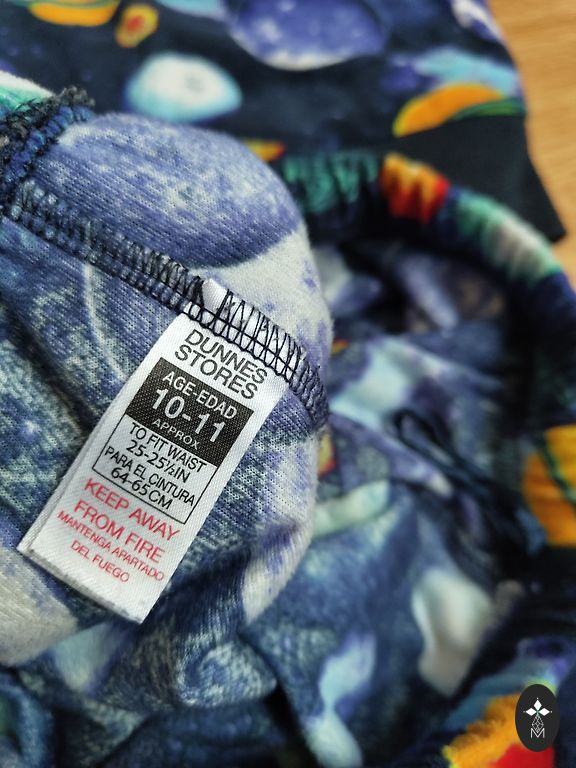 DUNNES
STORES
AGE-EDAD
10-11
APPROX
TO FIT WAIST
25-25½IN
PARA EL CINTURA
64-65CM
KEEP AWAY
FROM FIRE
MANTENGA APARTADO
DEL FUEGO
M